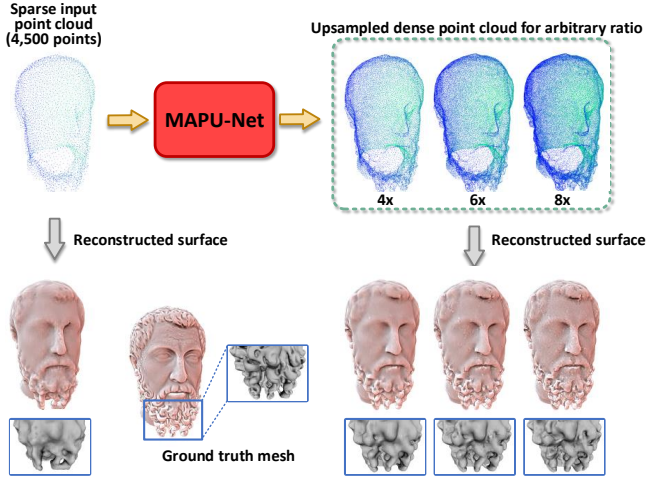 Sparse input
point cloud
(4,500 points)
Upsampled dense point cloud for arbitrary ratio
MAPU-Net
4x
6x
8x
Reconstructed surface
Reconstructed surface
Ground truth mesh